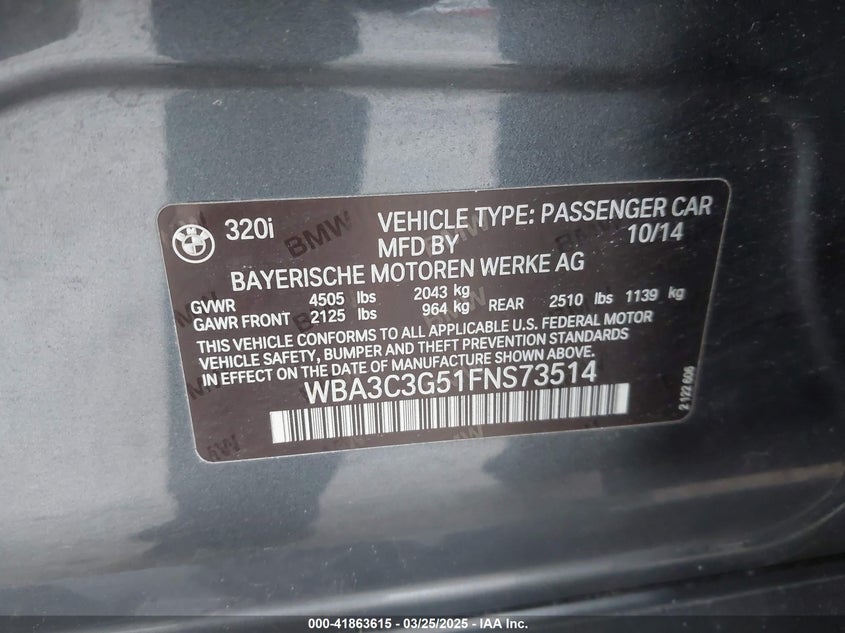 320i VEHICLE TYPE: PASSENGER CAR
MFD BY 10/14
BAYERISCHE MOTOREN WERKE AG
GVWR 4505 lbs 2043 kg
GAWR FRONT 2125 lbs 964 kg REAR 2510 lbs 1139 kg
THIS VEHICLE CONFORMS TO ALL APPLICABLE U.S. FEDERAL MOTOR
VEHICLE SAFETY, BUMPER AND THEFT PREVENTION STANDARDS
IN EFFECT ON THE DATE OF MANUFACTURE SHOWN ABOVE.
WBA3C3G51FNS73514
2 122 606
000-41863615 - 03/25/2025 - © IAA, Inc.